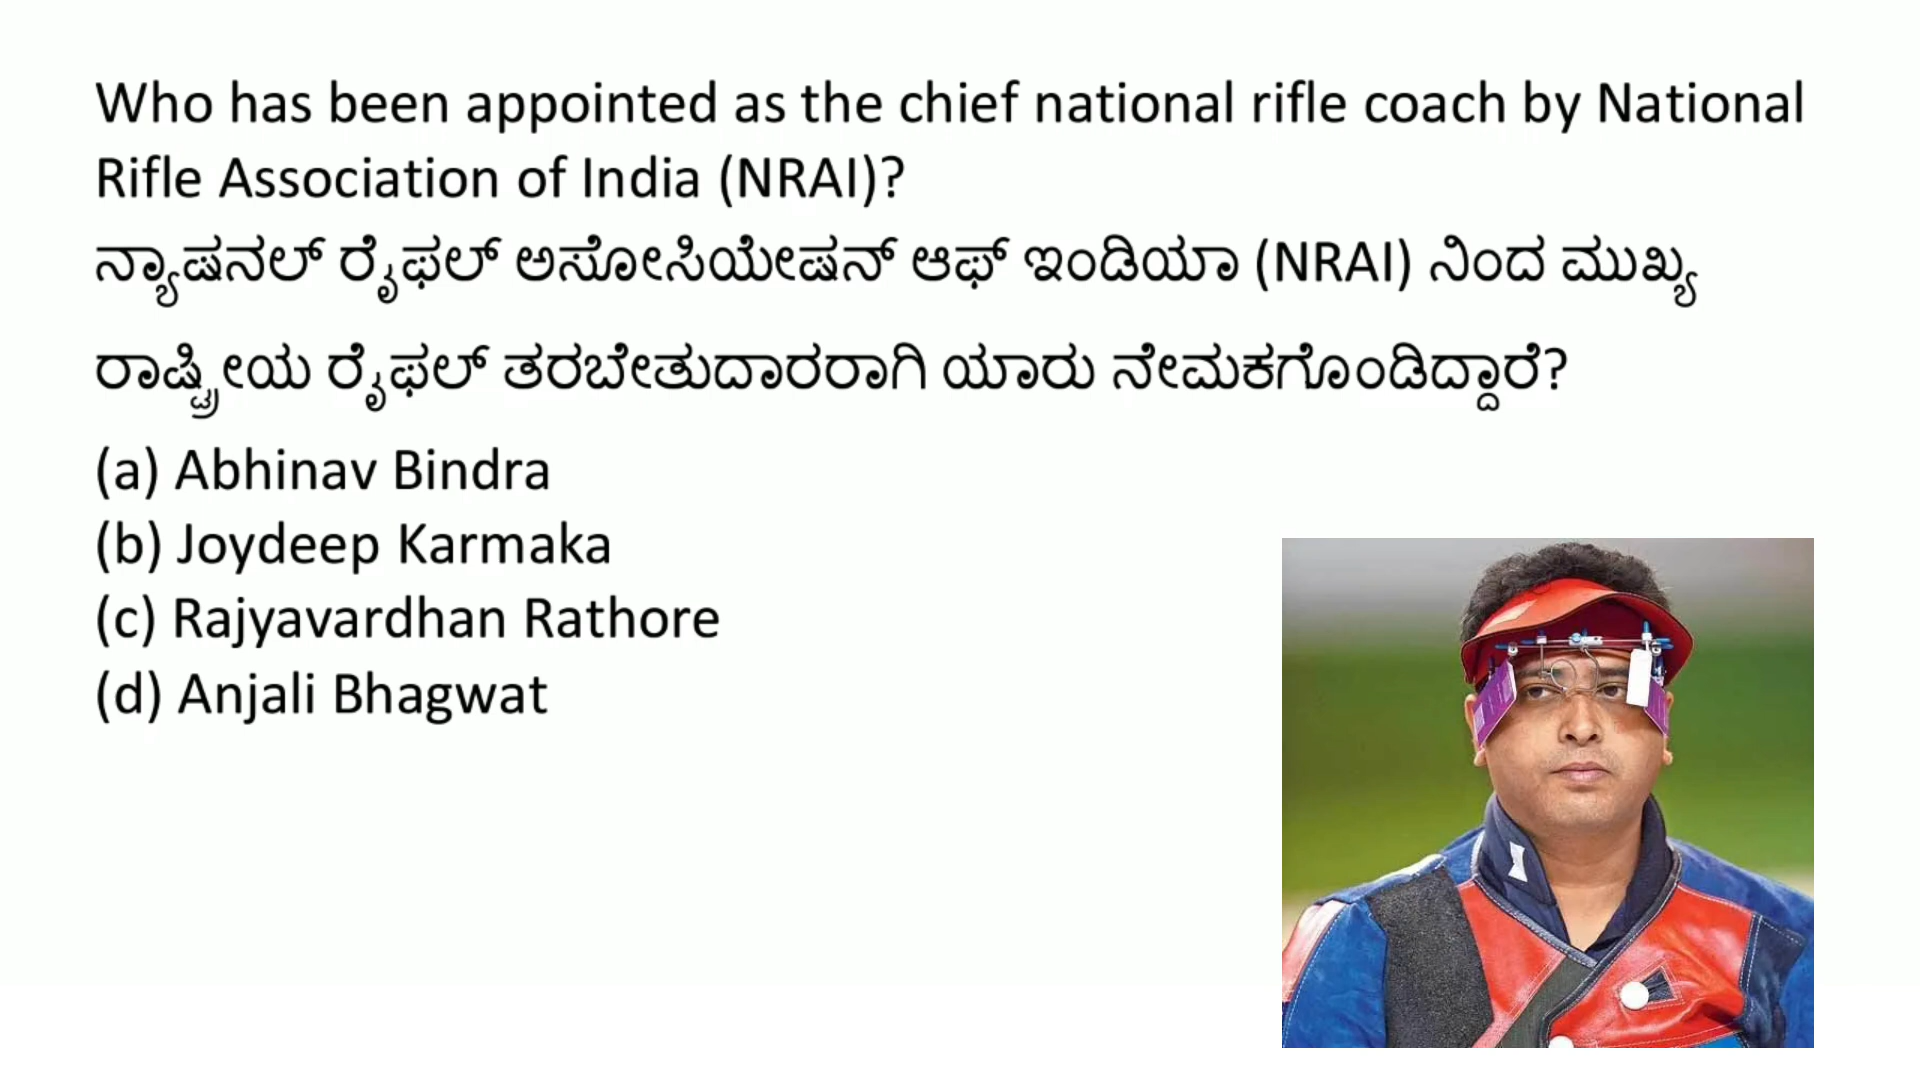 Who has been appointed as the chief national rifle coach by National
Rifle Association of India (NRAI)?
ನ್ಯಾಷನಲ್ ರೈಫಲ್ ಅಸೋಸಿಯೇಷನ್ ಆಫ್ ಇಂಡಿಯಾ (NRAI) ನಿಂದ ಮುಖ್ಯ
ರಾಷ್ಟ್ರೀಯ ರೈಫಲ್ ತರಬೇತುದಾರರಾಗಿ ಯಾರು ನೇಮಕಗೊಂಡಿದ್ದಾರೆ?
(a) Abhinav Bindra
(b) Joydeep Karmaka
(c) Rajyavardhan Rathore
(d) Anjali Bhagwat